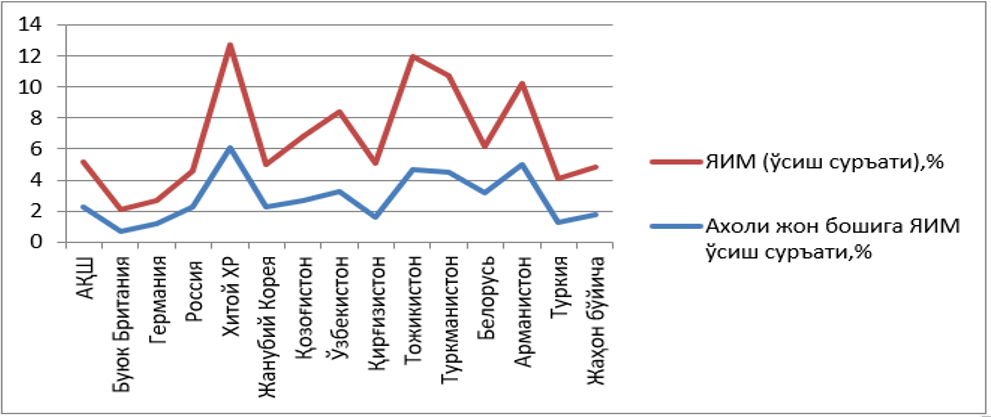 14
12
10
8
6
4
2
0
АҚШ
Буюк Британия
Германия
Россия
Хитой ХР
Жанубий Корея
Қозоғистон
Ўзбекистон
Қирғизистон
Тожикистон
Туркманистон
Белорусь
Арманистон
Туркия
Жаҳон бўйича
ЯИМ (ўсиш суръати),%
Ахоли жон бошига ЯИМ
ўсиш суръати,%